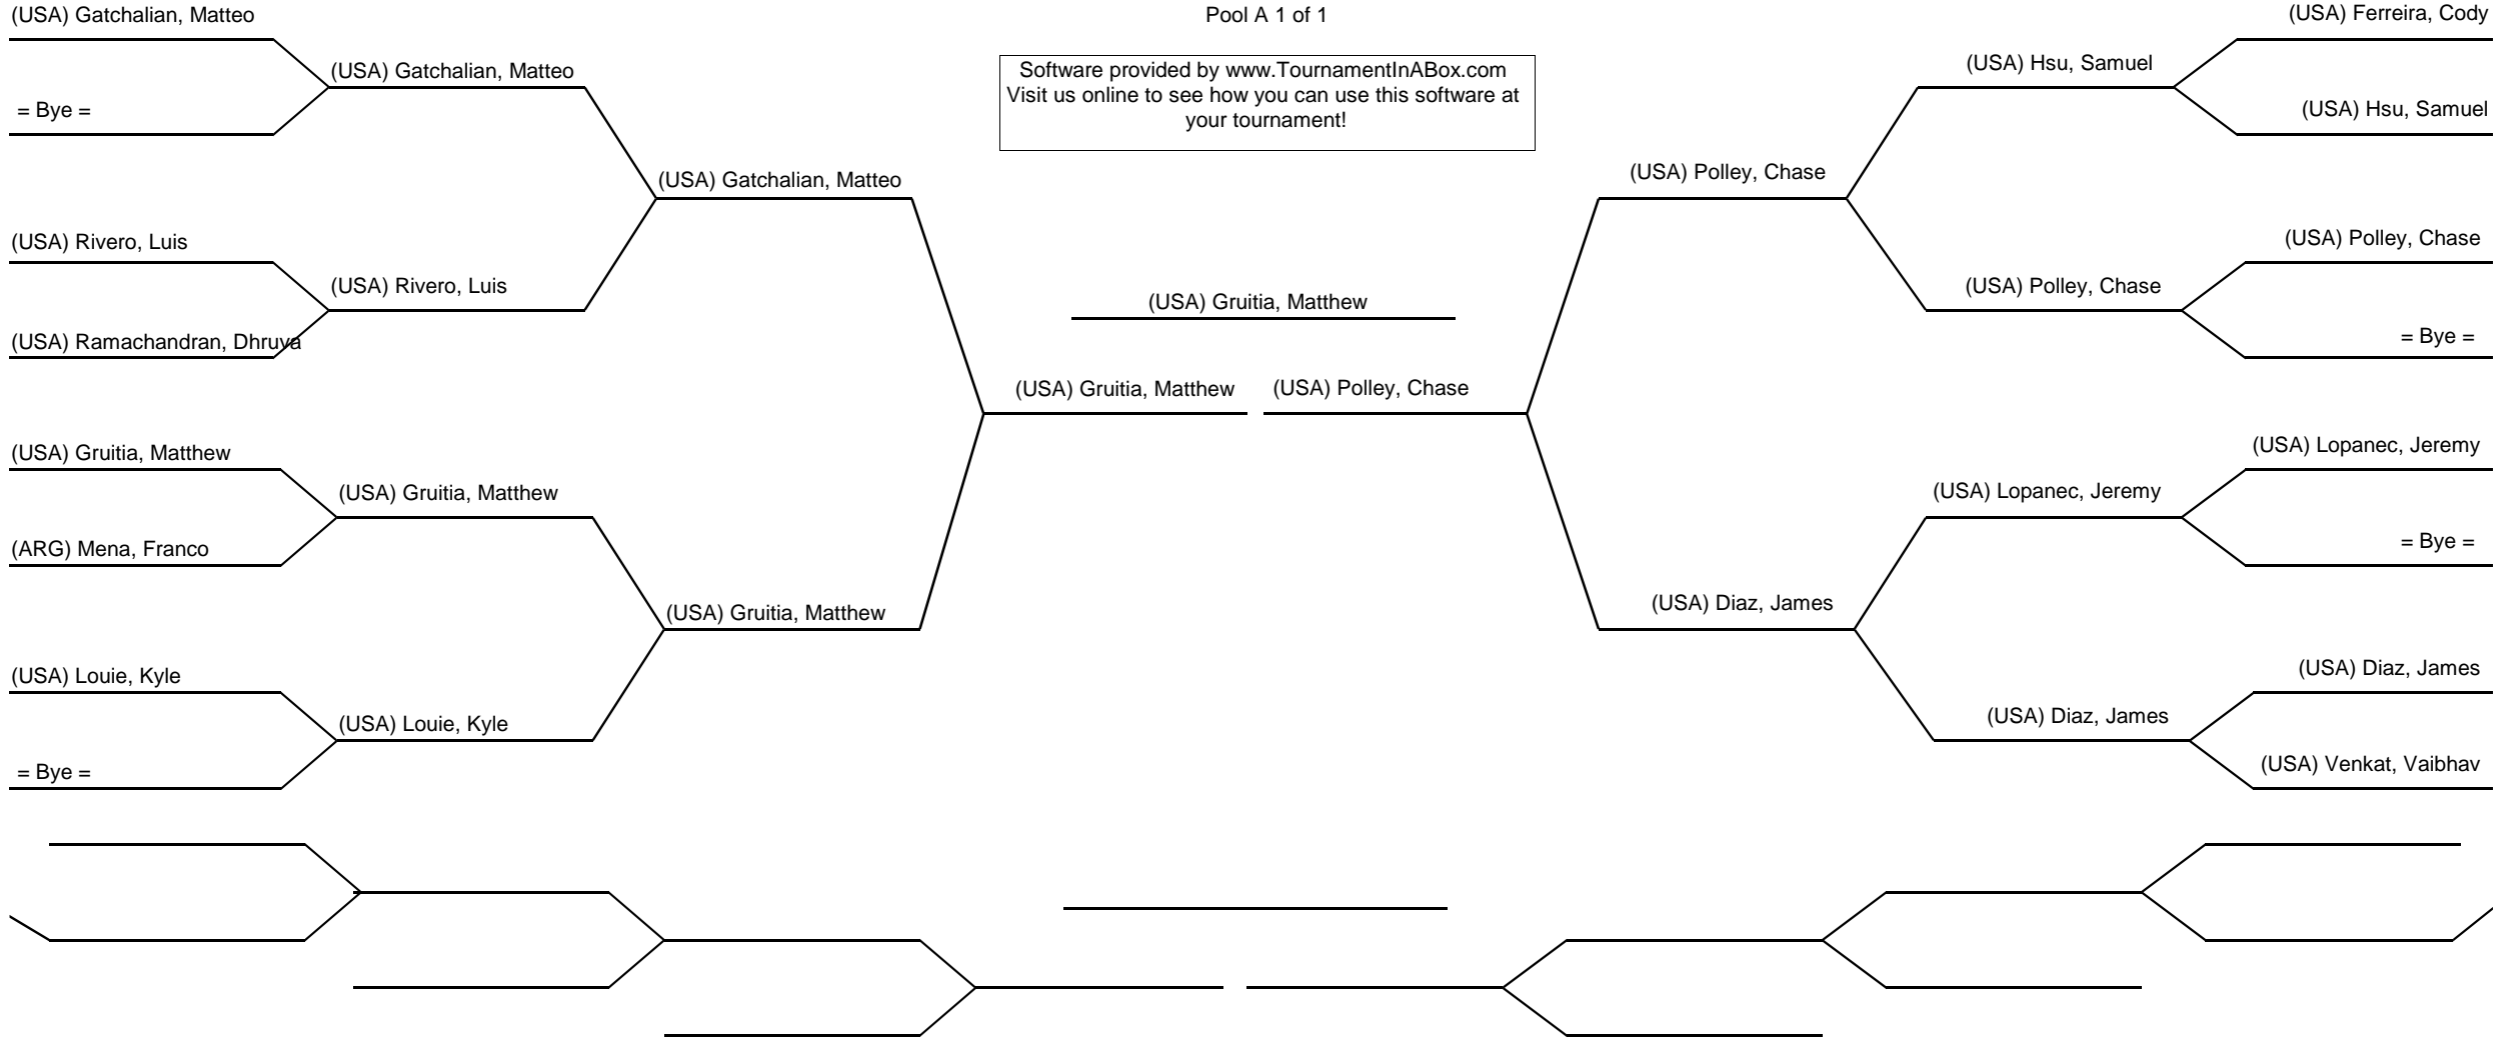 (USA) Gatchalian, Matteo
= Bye =
(USA) Rivero, Luis
(USA) Ramachandran, Dhruva
(USA) Gruitia, Matthew
(ARG) Mena, Franco
(USA) Louie, Kyle
= Bye =
(USA) Gatchalian, Matteo
(USA) Rivero, Luis
(USA) Gruitia, Matthew
(USA) Louie, Kyle
(USA) Gatchalian, Matteo
(USA) Gruitia, Matthew
Pool A 1 of 1
Software provided by www.TournamentInABox.com
Visit us online to see how you can use this software at
your tournament!
(USA) Gruitia, Matthew
(USA) Gruitia, Matthew
(USA) Polley, Chase
(USA) Polley, Chase
(USA) Diaz, James
(USA) Hsu, Samuel
(USA) Polley, Chase
(USA) Lopanec, Jeremy
(USA) Diaz, James
(USA) Ferreira, Cody
(USA) Hsu, Samuel
(USA) Polley, Chase
= Bye =
(USA) Lopanec, Jeremy
= Bye =
(USA) Diaz, James
(USA) Venkat, Vaibhav